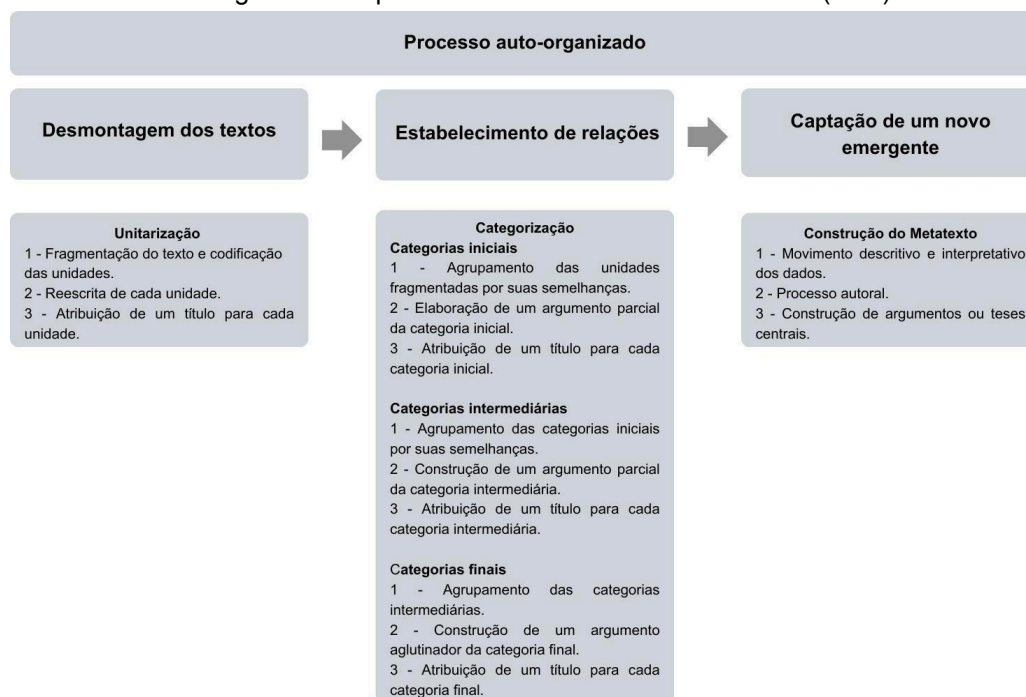 Processo auto-organizado
Desmontagem dos textos
Estabelecimento de relações
Captação de um novo
emergente
Unitarização
1 - Fragmentação do texto e codificação
das unidades.
2 - Reescrita de cada unidade.
3 - Atribuição de um título para cada
unidade.
Categorização
Categorias iniciais
1 - Agrupamento das unidades
fragmentadas por suas semelhanças.
2 - Elaboração de um argumento parcial
da categoria inicial.
3 - Atribuição de um título para cada
categoria inicial.
Categorias intermediárias
1 - Agrupamento das categorias iniciais
por suas semelhanças.
2 - Construção de um argumento parcial
da categoria intermediária.
3 - Atribuição de um título para cada
categoria intermediária.
Categorias finais
1 - Agrupamento das categorias
intermediárias.
2 - Construção de um argumento
aglutinador da categoria final.
3 - Atribuição de um título para cada
categoria final.
Construção do Metatexto
1 - Movimento descritivo e interpretativo
dos dados.
2 - Processo autoral.
3 - Construção de argumentos ou teses
centrais.